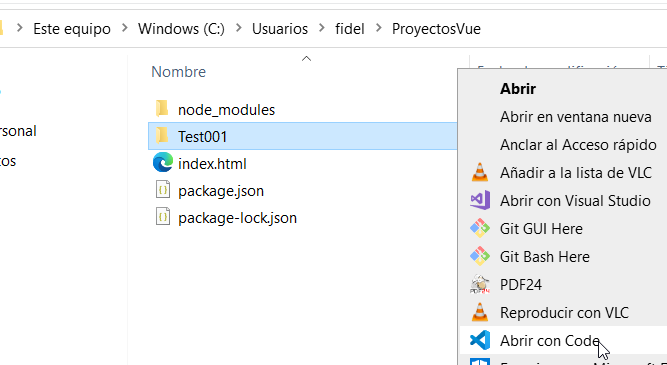 Este equipo > Windows (C:) > Usuarios > fidel > ProyectosVue
Nombre
node_modules
ersonal
Test001
tos
index.html
package.json
package-lock.json
Abrir
Abrir en ventana nueva
Anclar al Acceso rápido
Añadir a la lista de VLC
Abrir con Visual Studio
Git GUI Here
Git Bash Here
PDF24
Reproducir con VLC
Abrir con Code